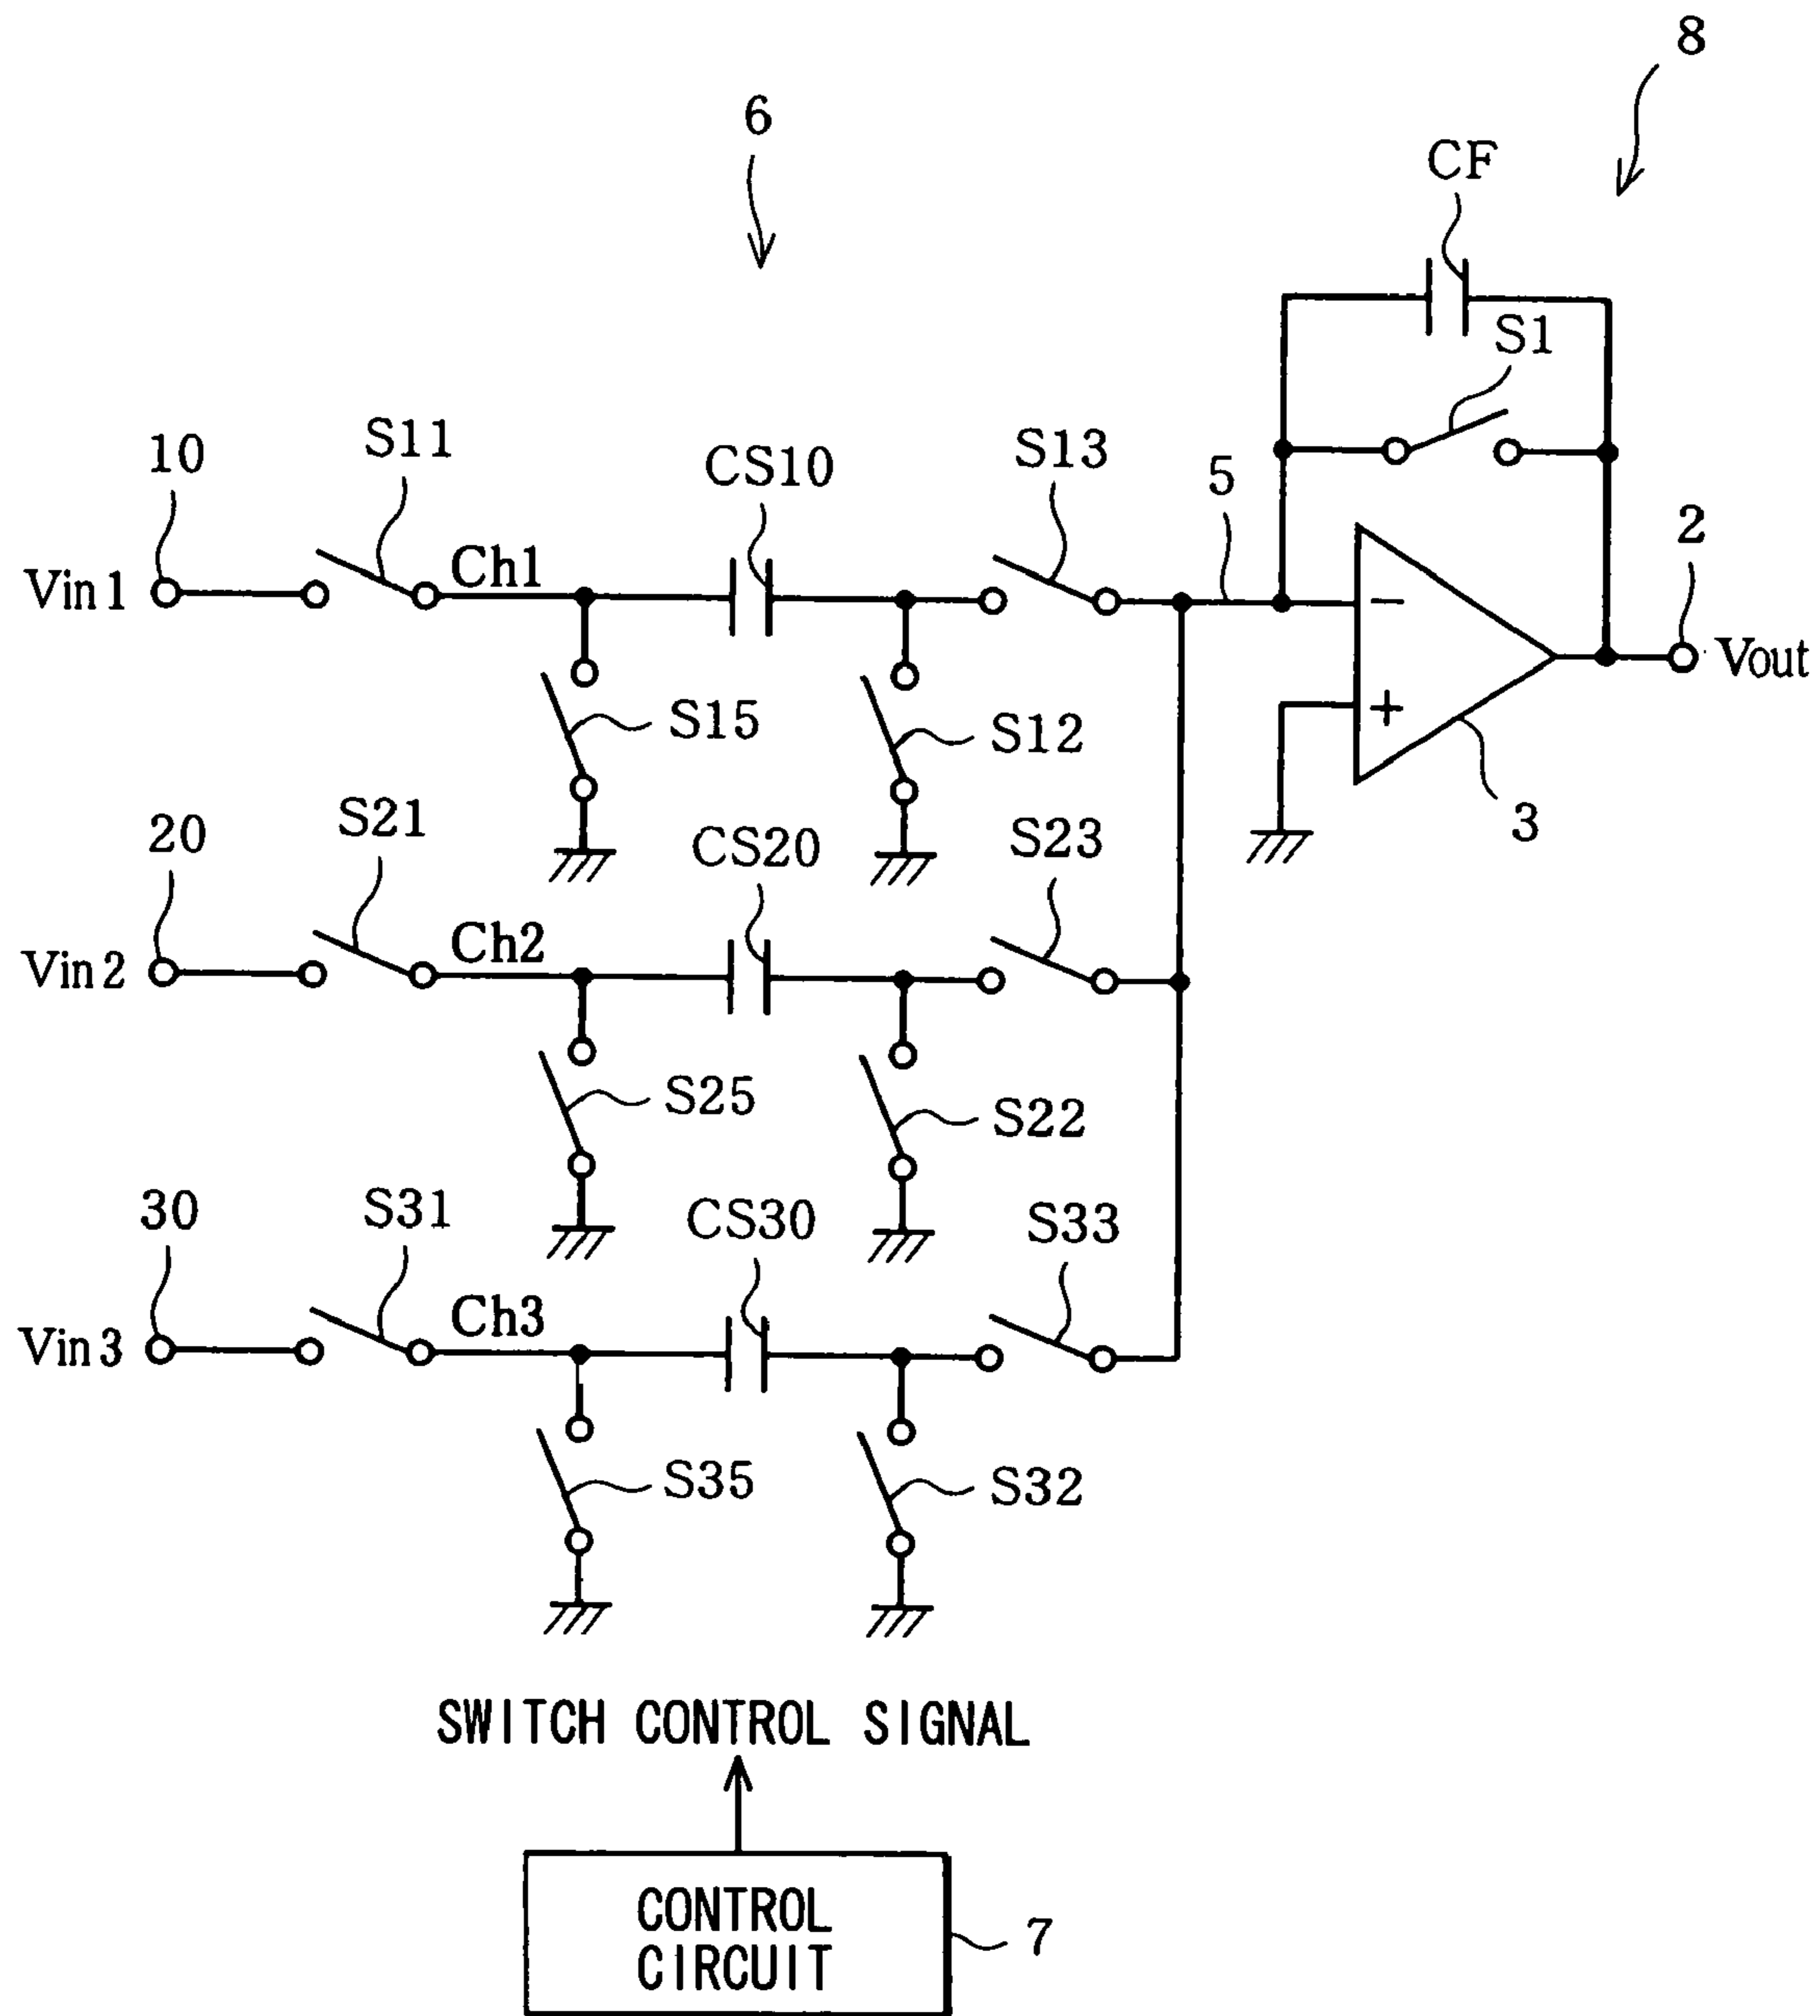 8
6
CF
S1
10
S11
CS10
S13
5
2
Vin1
Ch1
−
Vout
S15
S12
+
3
20
S21
CS20
S23
Vin2
Ch2
S25
S22
30
S31
CS30
S33
Vin3
Ch3
S35
S32
SWITCH CONTROL SIGNAL
CONTROL
CIRCUIT
7